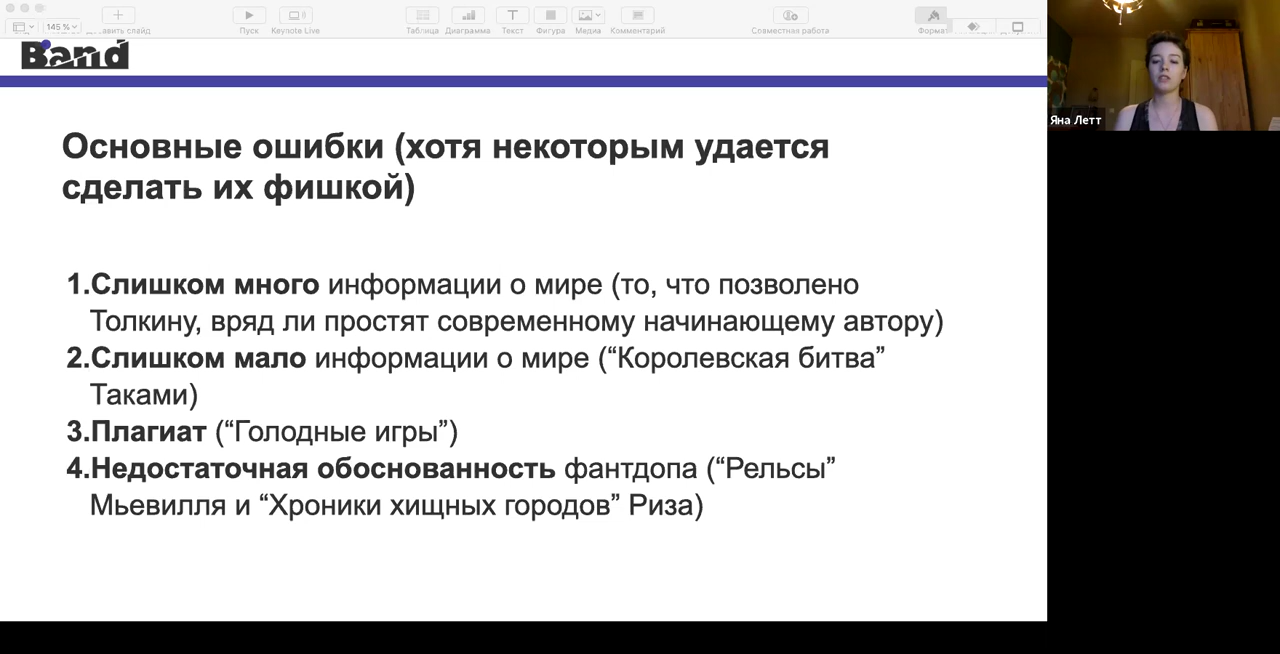 145 %
Добавить слайд
Пуск
Keynote Live
Таблица
Диаграмма
Текст
Фигура
Медиа
Комментарий
Совместная работа
Формат
Band
Яна Летт
Основные ошибки (хотя некоторым удается
сделать их фишкой)
1.Слишком много информации о мире (то, что позволено
Толкину, вряд ли простят современному начинающему автору)
2.Слишком мало информации о мире (“Королевская битва”
Таками)
3.Плагиат (“Голодные игры”)
4.Недостаточная обоснованность фантдопа (“Рельсы”
Мьевилля и “Хроники хищных городов” Риза)